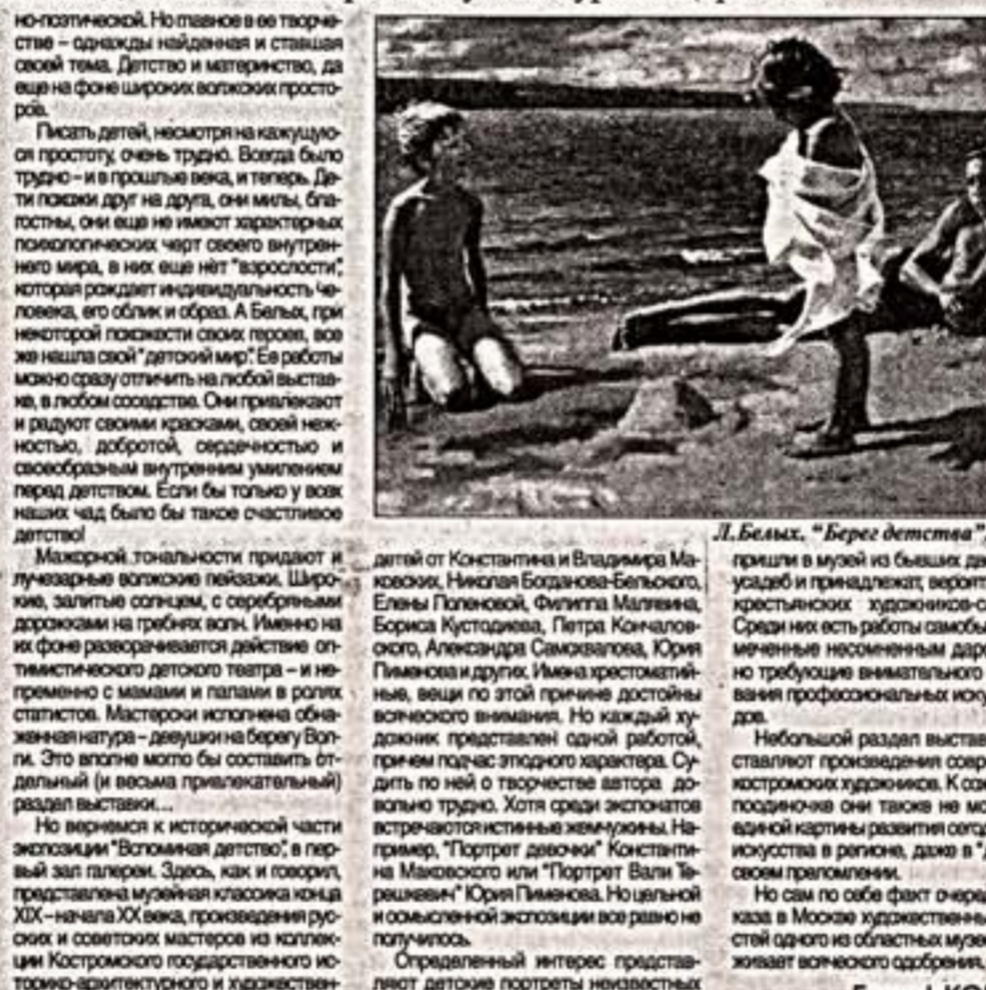 но-поэтической. Но главное в ее творче-
стве – однажды найденная и ставшая
своей тема. Детство и материнство, да
еще на фоне широких волжских просто-
ров.
Писать детей, несмотря на кажущую-
ся простоту, очень трудно. Всегда было
трудно – и в прошлые века, и теперь. Де-
ти похожи друг на друга, они милы, бла-
гостны, они еще не имеют характерных
психологических черт своего внутрен-
него мира, в них еще нет "взрослости",
которая рождает индивидуальность че-
ловека, его облик и образ. А Белых, при
некоторой похожести своих героев, все
же нашла свой "детский мир". Ее работы
можно сразу отличить на любой выстав-
ке, в любом соседстве. Они привлекают
и радуют своими красками, своей неж-
ностью, добротой, сердечностью и
своеобразным внутренним умилением
перед детством. Если бы только у всех
наших чад было бы такое счастливое
детство!
Мажорной тональности придают и
лучезарные волжские пейзажи. Широ-
кие, залитые солнцем, с серебряными
дорожками на гребнях волн. Именно на
их фоне разворачивается действие оп-
тимистического детского театра – и не-
пременно с мамами и папами в ролях
статистов. Мастерски исполнена обна-
женная натура – девушки на берегу Вол-
ги. Это вполне могло бы составить от-
дельный (и весьма привлекательный)
раздел выставки...
Но вернемся к исторической части
экспозиции "Вспоминая детство", в пер-
вый зал галереи. Здесь, как и говорил,
представлена музейная классика конца
XIX – начала XX века, произведения рус-
ских и советских мастеров из коллек-
ции Костромского государственного ис-
торико-архитектурного и художествен-
Л.Белых. "Берег детства",
детей от Константина и Владимира Ма-
ковских, Николая Богданова-Бельского,
Елены Поленовой, Филиппа Малявина,
Бориса Кустодиева, Петра Кончалов-
ского, Александра Самохвалова, Юрия
Пименова и других. Имена хрестоматий-
ные, вещи по этой причине достойны
всяческого внимания. Но каждый ху-
дожник представлен одной работой,
причем подчас этюдного характера. Су-
дить по ней о творчестве автора до-
вольно трудно. Хотя среди экспонатов
встречаются истинные жемчужины. На-
пример, "Портрет девочки" Константи-
на Маковского или "Портрет Вали Те-
решкевич" Юрия Пименова. Но цельной
и осмысленной экспозиции все равно не
получилось.
Определенный интерес представ-
ляют детские портреты неизвестных
пришли в музей из бывших дв
усадеб и принадлежат, вероят
крестьянских художников-с
Среди них есть работы самобы
меченные несомненным даро
но требующие внимательного
вания профессиональных иску
дов.
Небольшой раздел выстав
ставляют произведения совр
костромских художников. К сож
поодиночке они также не мо
единой картины развития сегод
искусства в регионе, даже в "д
своем преломлении.
Но сам по себе факт очеред
каза в Москве художественны
стей одного из областных музе
живает всяческого одобрения.